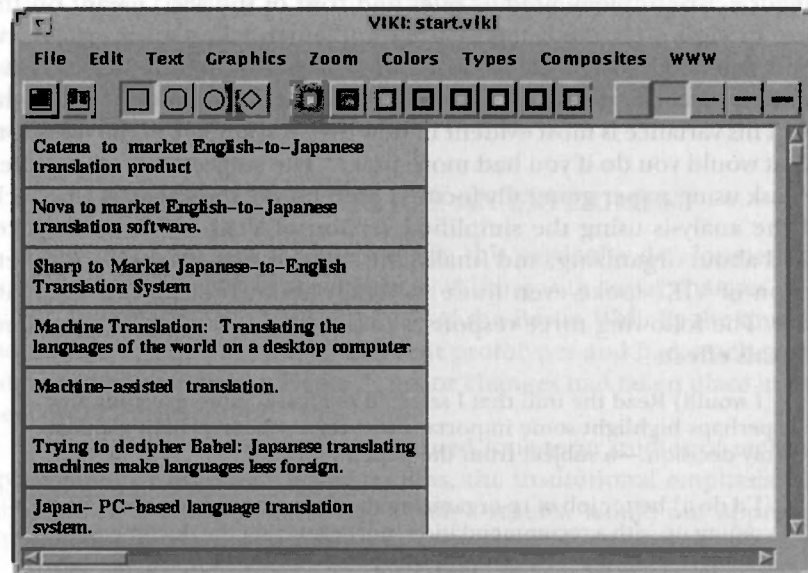 VIKI: start.viki
File Edit Text Graphics Zoom Colors Types Composites WWW
Catena to market English-to-Japanese
translation product
Nova to market English-to-Japanese
translation software.
Sharp to Market Japanese-to-English
Translation System
Machine Translation: Translating the
languages of the world on a desktop computer
Machine-assisted translation.
Trying to decipher Babel: Japanese translating
machines make languages less foreign.
Japan- PC-based language translation
system.